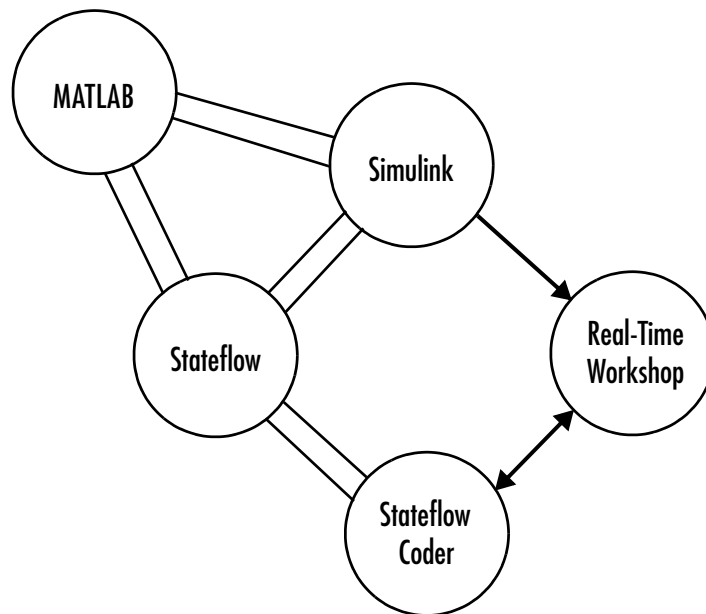 MATLAB
Simulink
Stateflow
Real-Time
Workshop
Stateflow
Coder